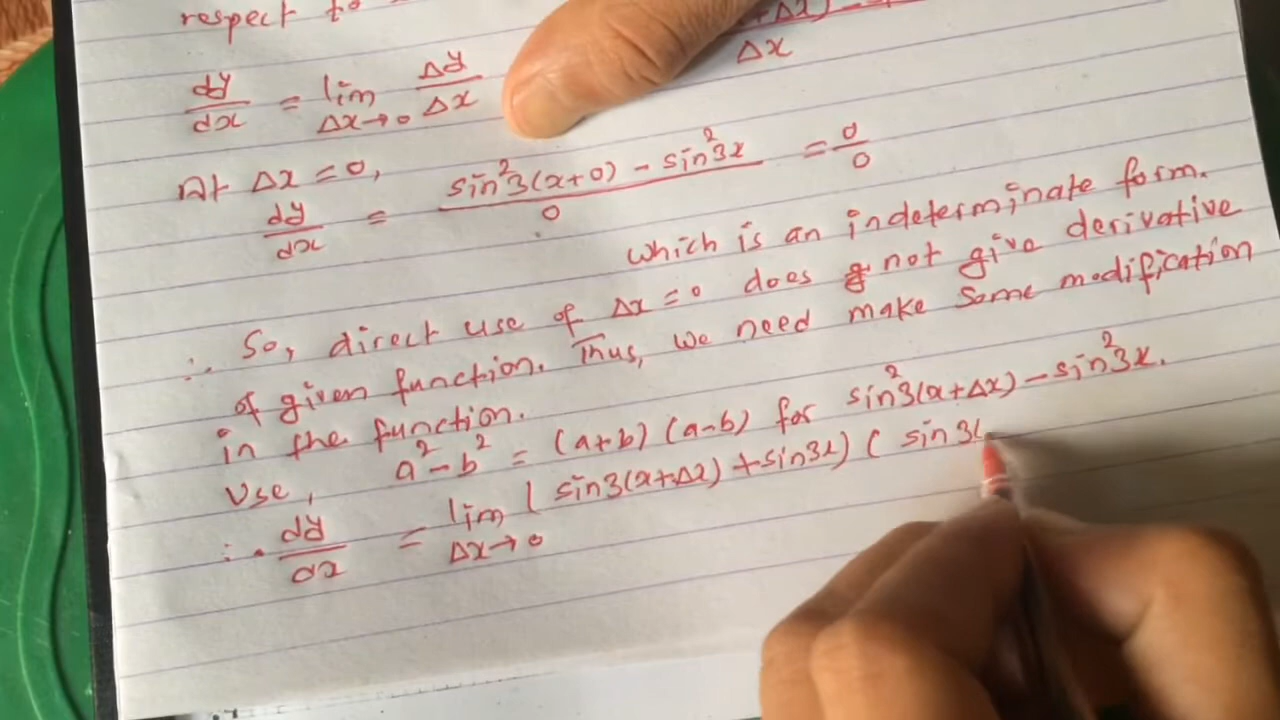 respect to
dy/dx = lim Δx→0 Δy/Δx
Δx
At Δx = 0,
dy/dx = sin²3(x+0) - sin²3x / 0 = 0/0
which is an indeterminate form.
∴ So, direct use of Δx = 0 does not give derivative
of given function. Thus, we need make some modification
in the function.
Use, a² - b² = (a+b) (a-b) for sin²3(x+Δx) - sin²3x.
∴ dy/dx = lim Δx→0 ( sin3(x+Δx) + sin3x) ( sin3(